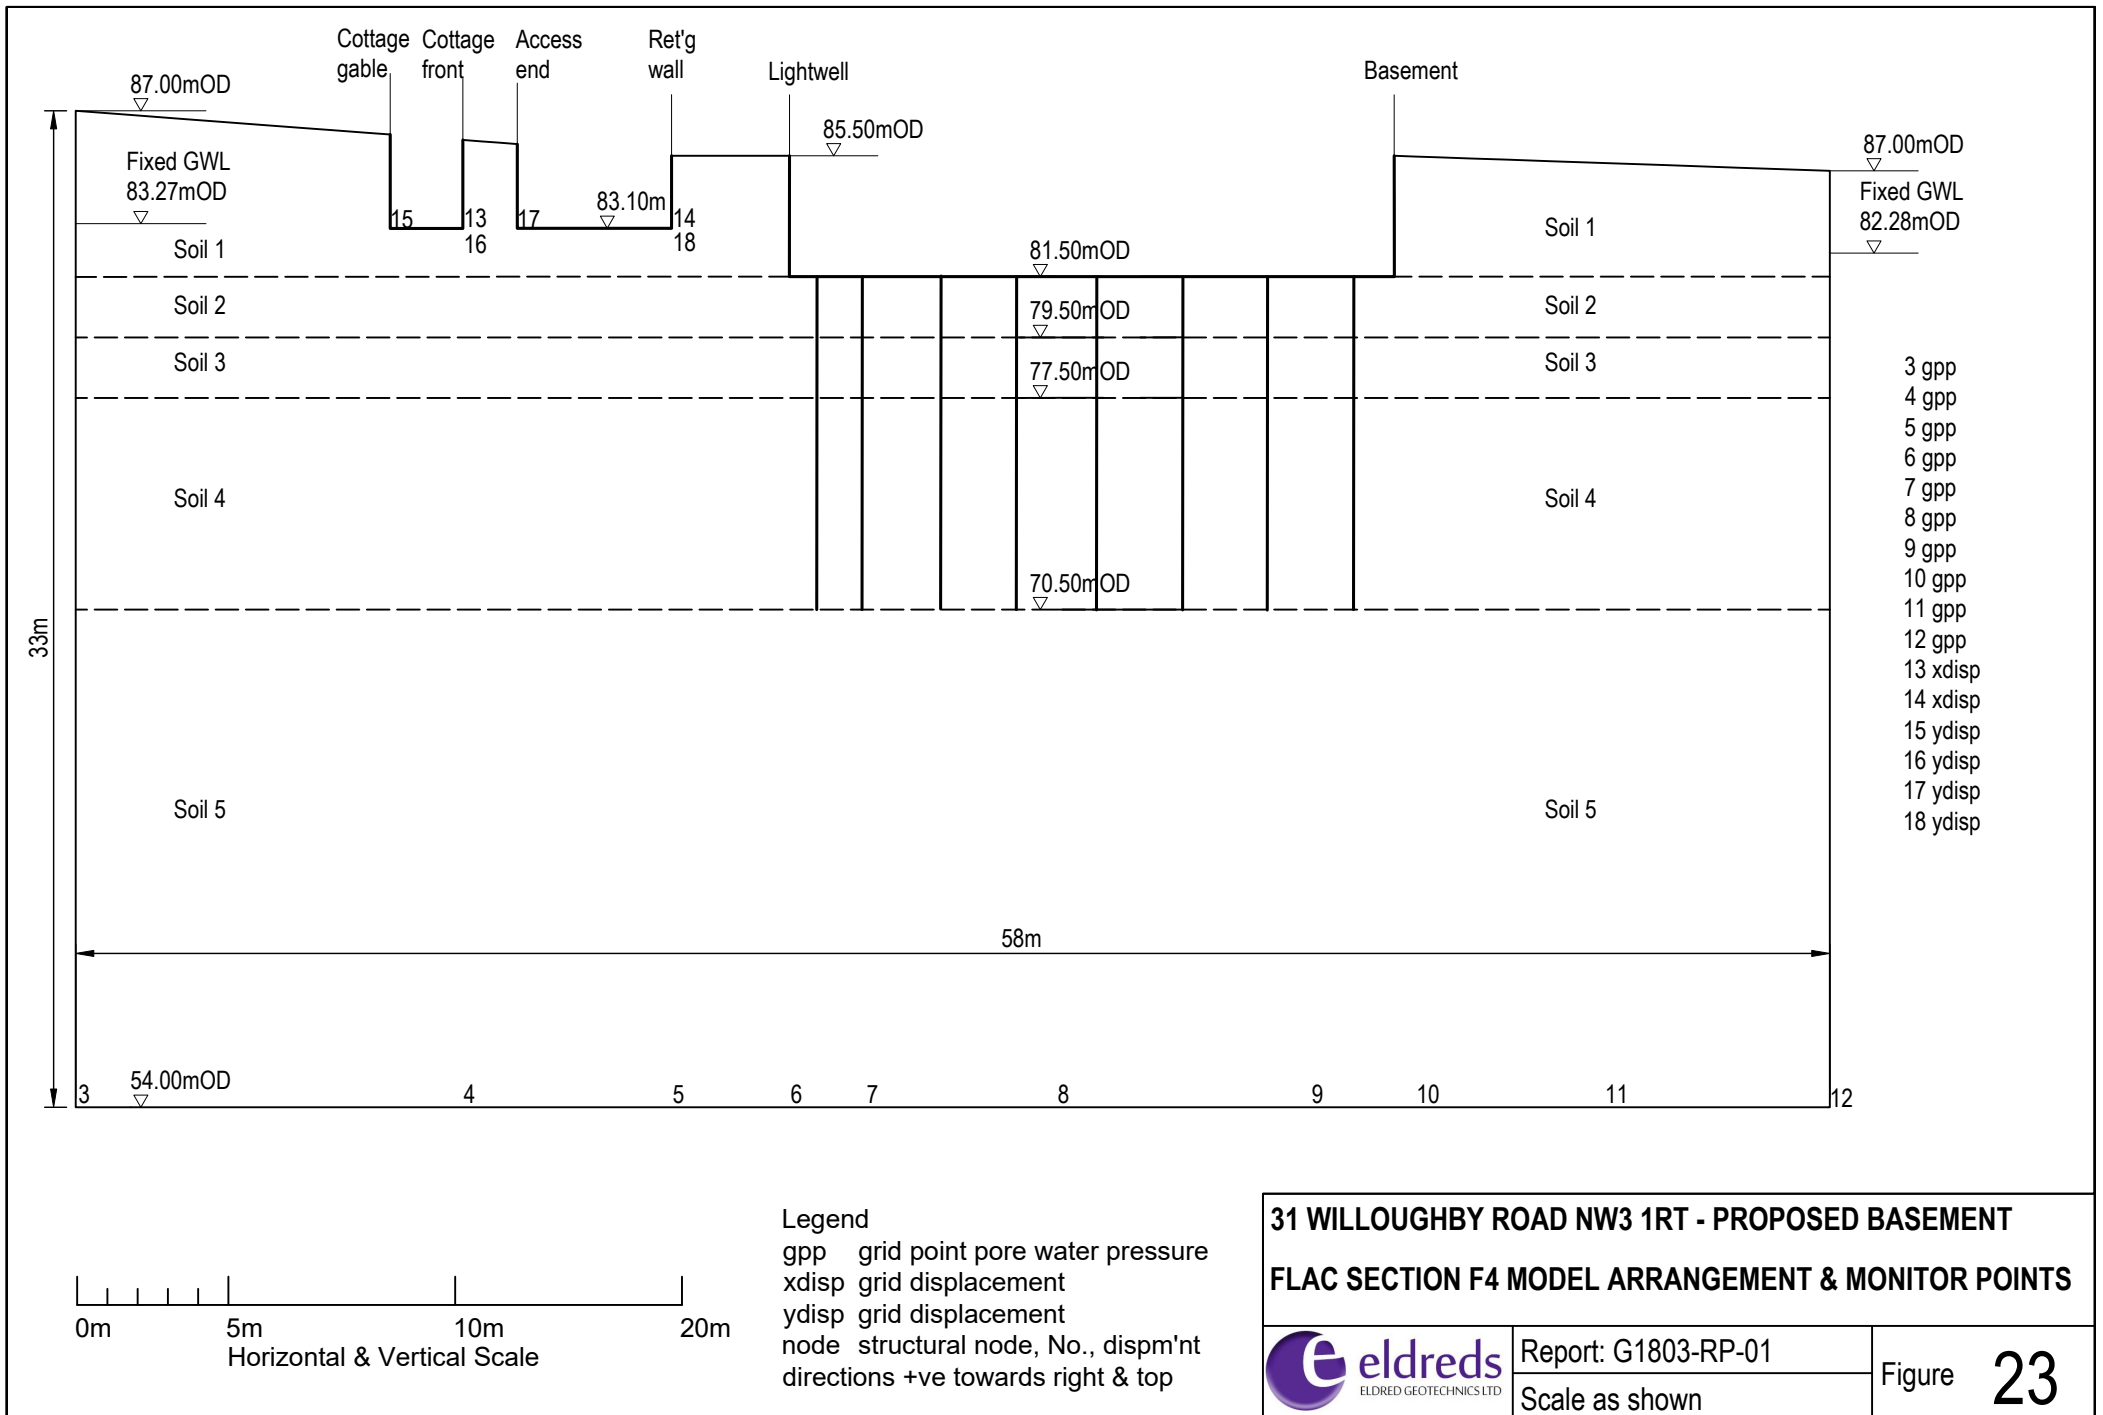 Cottage gable
Cottage front
Access end
Ret'g wall
Lightwell
Basement
87.00mOD
85.50mOD
87.00mOD
Fixed GWL
83.27mOD
Fixed GWL
82.28mOD
83.10m
15
13
16
17
14
18
Soil 1
Soil 1
81.50mOD
Soil 2
79.50mOD
Soil 2
Soil 3
77.50mOD
Soil 3
Soil 4
Soil 4
70.50mOD
33m
Soil 5
Soil 5
58m
54.00mOD
3
4
5
6
7
8
9
10
11
12
3 gpp
4 gpp
5 gpp
6 gpp
7 gpp
8 gpp
9 gpp
10 gpp
11 gpp
12 gpp
13 xdisp
14 xdisp
15 ydisp
16 ydisp
17 ydisp
18 ydisp
0m 5m 10m 20m
Horizontal & Vertical Scale
Legend
gpp grid point pore water pressure
xdisp grid displacement
ydisp grid displacement
node structural node, No., dispm'nt
directions +ve towards right & top
31 WILLOUGHBY ROAD NW3 1RT - PROPOSED BASEMENT
FLAC SECTION F4 MODEL ARRANGEMENT & MONITOR POINTS
e eldreds
ELDRED GEOTECHNICS LTD
Report: G1803-RP-01
Scale as shown
Figure 23